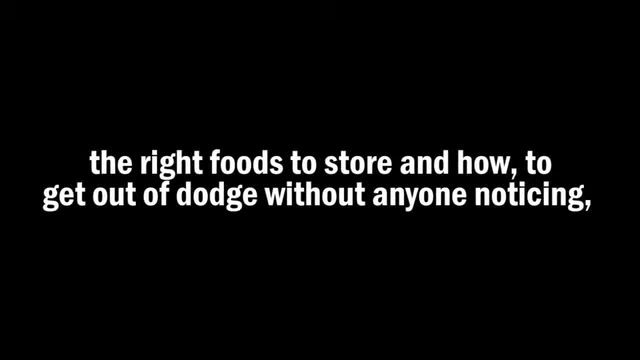 the right foods to store and how, to
get out of dodge without anyone noticing,